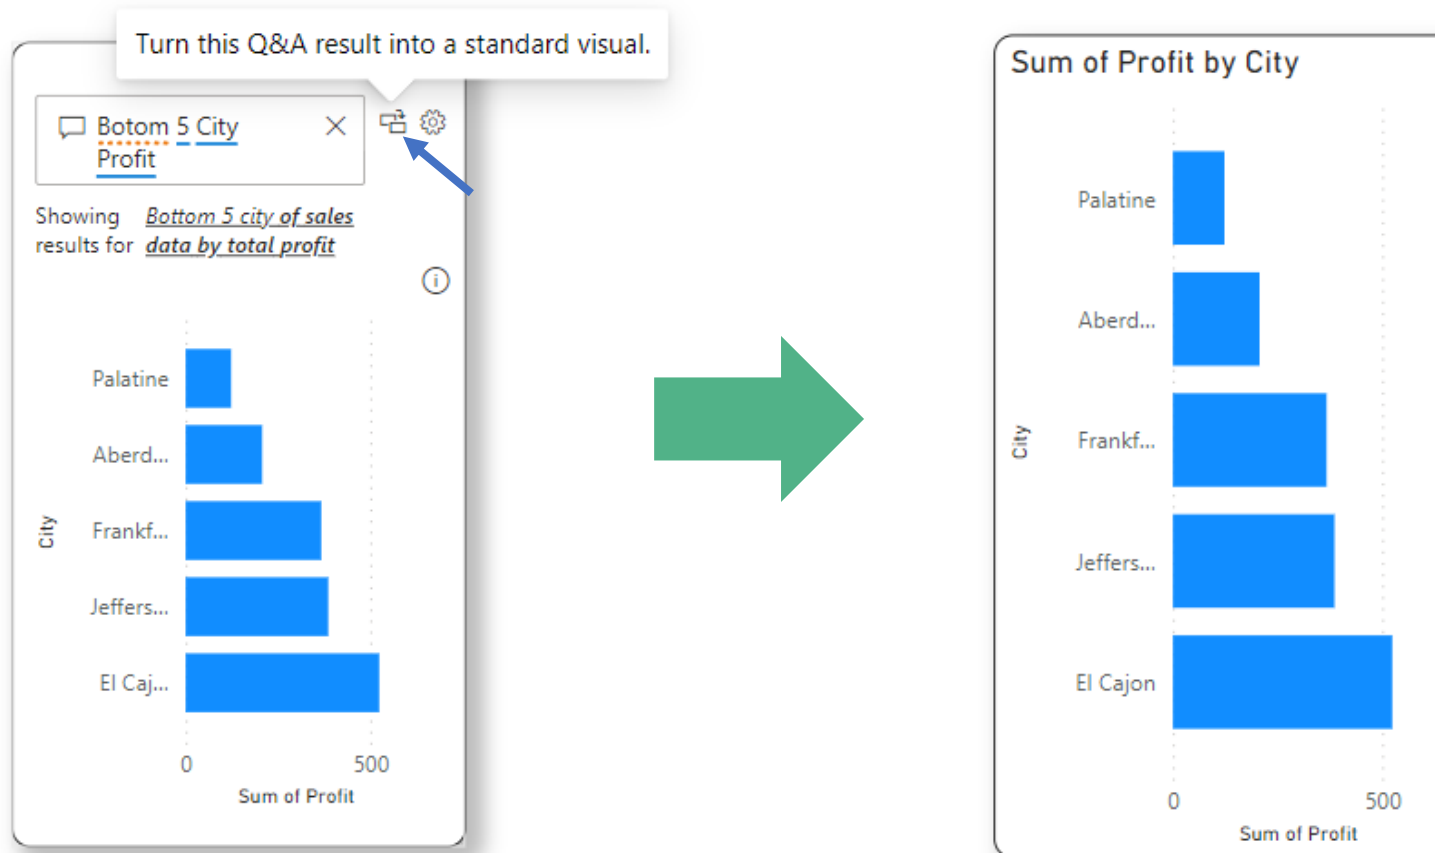 Turn this Q&A result into a standard visual.
Botom 5 City
Profit
Showing results for
Bottom 5 city of sales
data by total profit
Palatine
Aberd...
Frankf...
Jeffers...
El Caj...
City
0
500
Sum of Profit
Sum of Profit by City
Palatine
Aberd...
Frankf...
Jeffers...
El Cajon
City
0
500
Sum of Profit